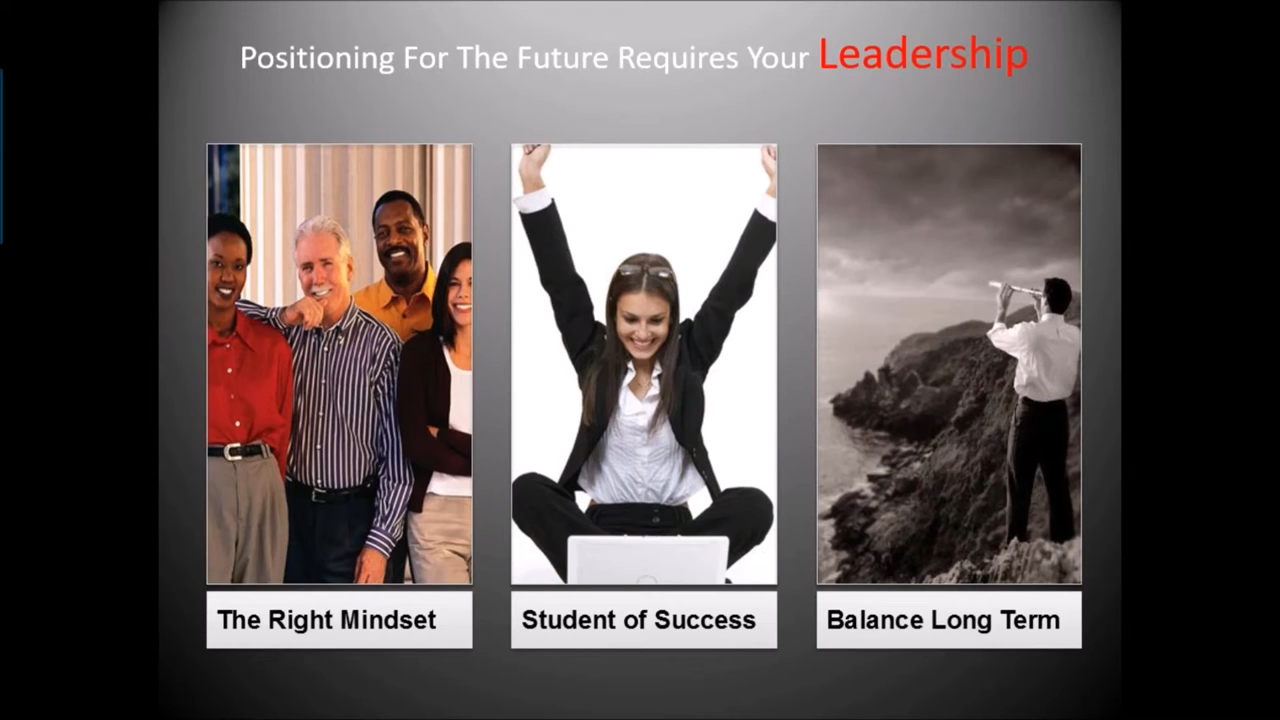 Positioning For The Future Requires Your Leadership
The Right Mindset
Student of Success
Balance Long Term